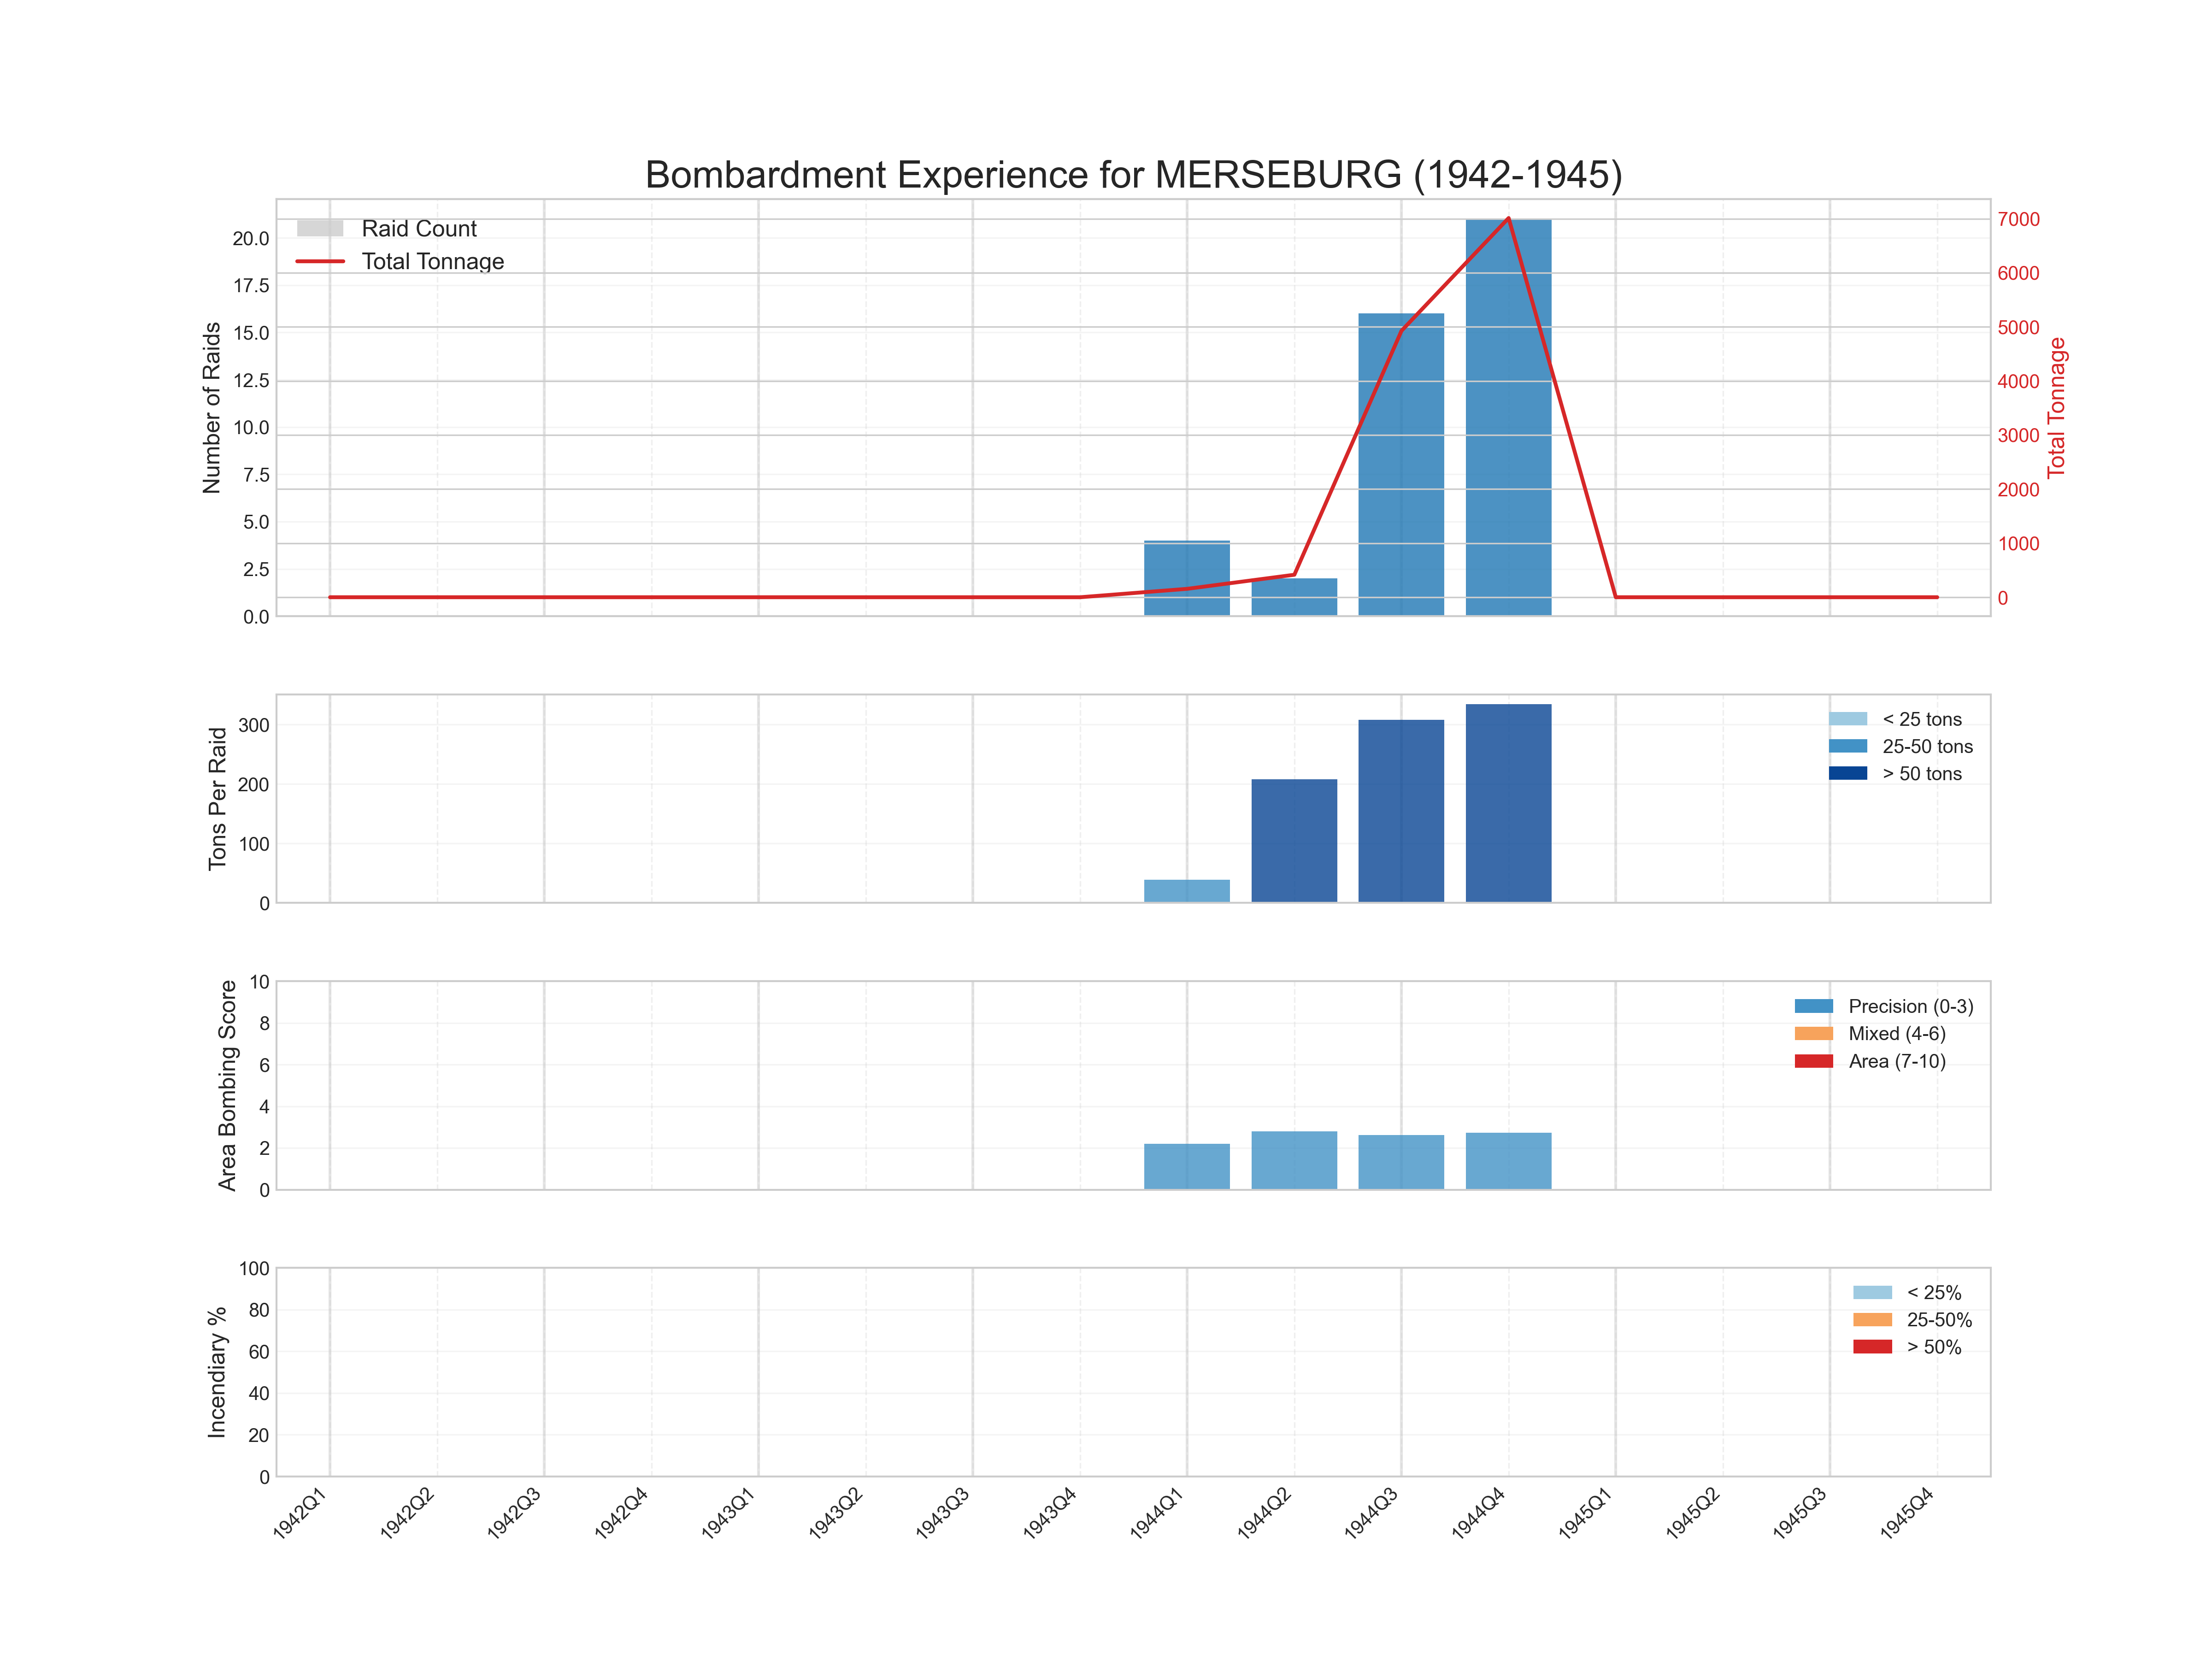 Bombardment Experience for MERSEBURG (1942-1945)
Raid Count
Total Tonnage
Number of Raids
20.0
17.5
15.0
12.5
10.0
7.5
5.0
2.5
0.0
7000
6000
5000
4000
3000
2000
1000
0
Total Tonnage
Tons Per Raid
300
200
100
0
< 25 tons
25-50 tons
> 50 tons
Area Bombing Score
10
8
6
4
2
0
Precision (0-3)
Mixed (4-6)
Area (7-10)
Incendiary %
100
80
60
40
20
0
< 25%
25-50%
> 50%
1942Q1
1942Q2
1942Q3
1942Q4
1943Q1
1943Q2
1943Q3
1943Q4
1944Q1
1944Q2
1944Q3
1944Q4
1945Q1
1945Q2
1945Q3
1945Q4